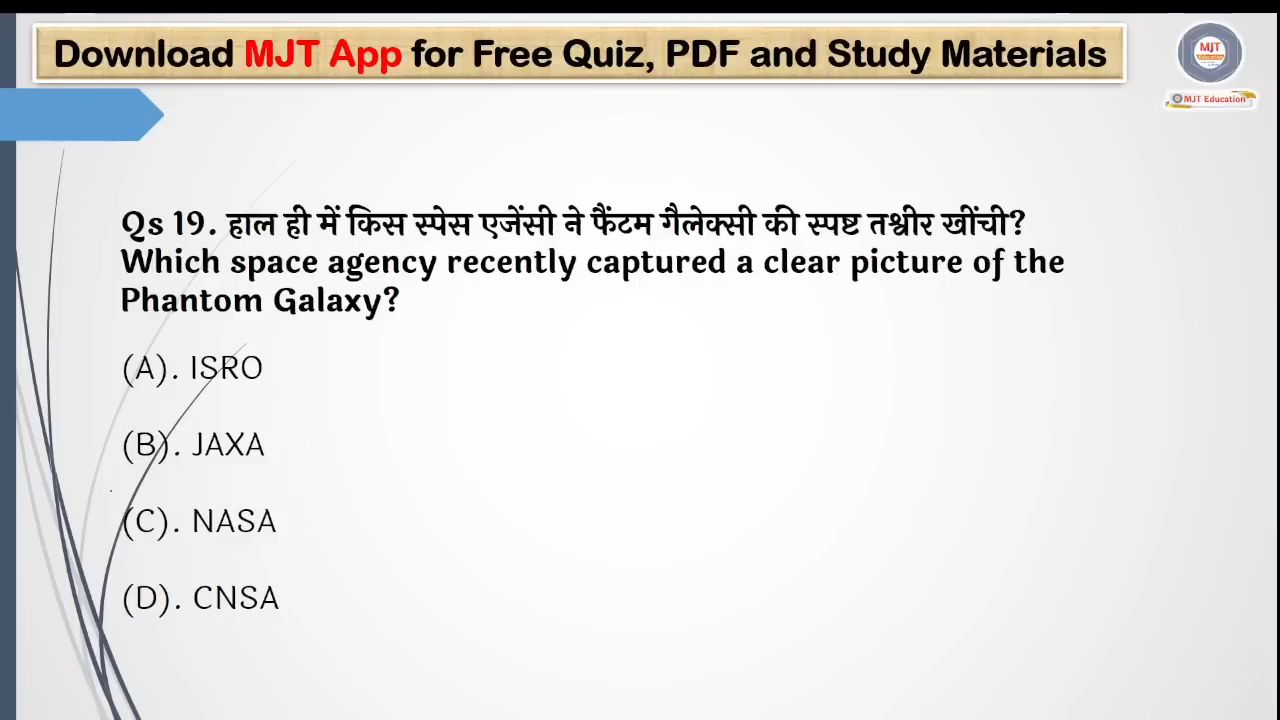 Download MJT App for Free Quiz, PDF and Study Materials
MJT
MJT Education
Qs 19. हाल ही में किस स्पेस एजेंसी ने फैंटम गैलेक्सी की स्पष्ट तश्वीर खींची?
Which space agency recently captured a clear picture of the
Phantom Galaxy?
(A). ISRO
(B). JAXA
(C). NASA
(D). CNSA